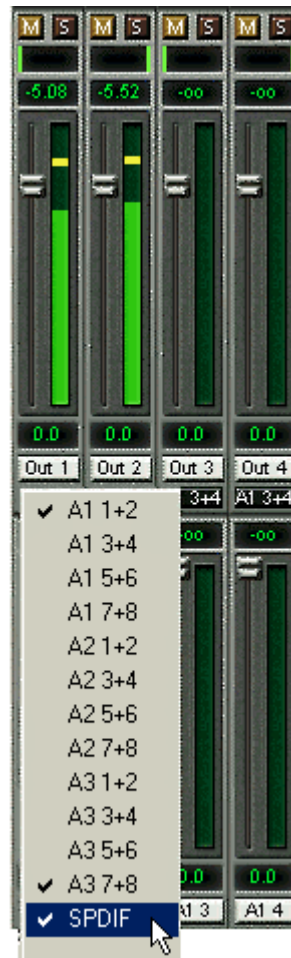 M S M S M S M S
-5.08 -5.52 -oo -oo
0.0 0.0 0.0 0.0
Out 1 Out 2 Out 3 Out 4
3+4 A1 3+4
✔ A1 1+2
A1 3+4
A1 5+6
A1 7+8
A2 1+2
A2 3+4
A2 5+6
A2 7+8
A3 1+2
A3 3+4
A3 5+6
✔ A3 7+8
✔ SPDIF
-oo
0.0
A1 3 A1 4